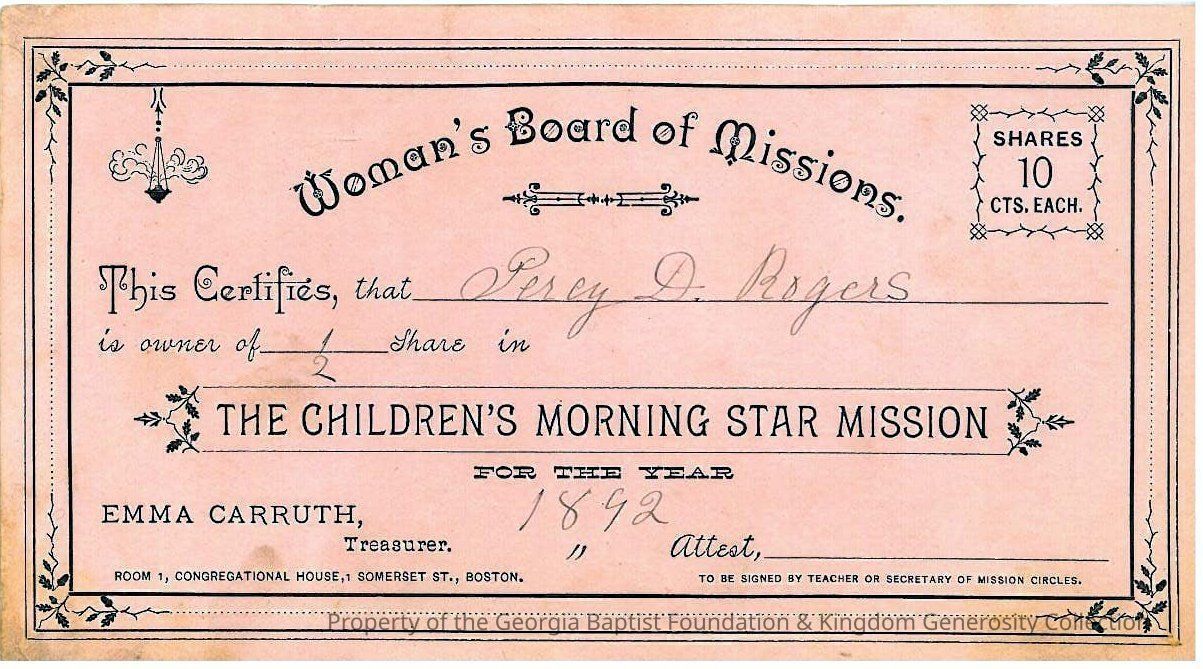 Woman's Board of Missions.
SHARES
10
CTS. EACH.
This Certifies, that Percy D. Rogers
is owner of 1/2 Share in
THE CHILDREN'S MORNING STAR MISSION
FOR THE YEAR
1892
EMMA CARRUTH,
Treasurer.
" Attest,
ROOM 1, CONGREGATIONAL HOUSE, 1 SOMERSET ST., BOSTON.
TO BE SIGNED BY TEACHER OR SECRETARY OF MISSION CIRCLES.
Property of the Georgia Baptist Foundation & Kingdom Generosity Collection